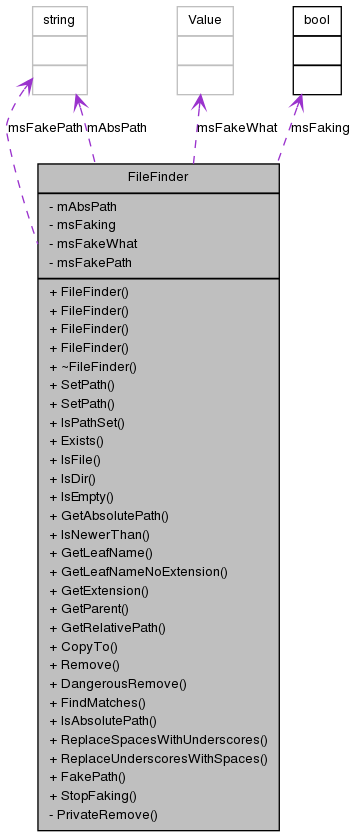 string
Value
bool
msFakePath
mAbsPath
msFakeWhat
msFaking
FileFinder
- mAbsPath
- msFaking
- msFakeWhat
- msFakePath
+ FileFinder()
+ FileFinder()
+ FileFinder()
+ FileFinder()
+ ~FileFinder()
+ SetPath()
+ SetPath()
+ IsPathSet()
+ Exists()
+ IsFile()
+ IsDir()
+ IsEmpty()
+ GetAbsolutePath()
+ IsNewerThan()
+ GetLeafName()
+ GetLeafNameNoExtension()
+ GetExtension()
+ GetParent()
+ GetRelativePath()
+ CopyTo()
+ Remove()
+ DangerousRemove()
+ FindMatches()
+ IsAbsolutePath()
+ ReplaceSpacesWithUnderscores()
+ ReplaceUnderscoresWithSpaces()
+ FakePath()
+ StopFaking()
- PrivateRemove()